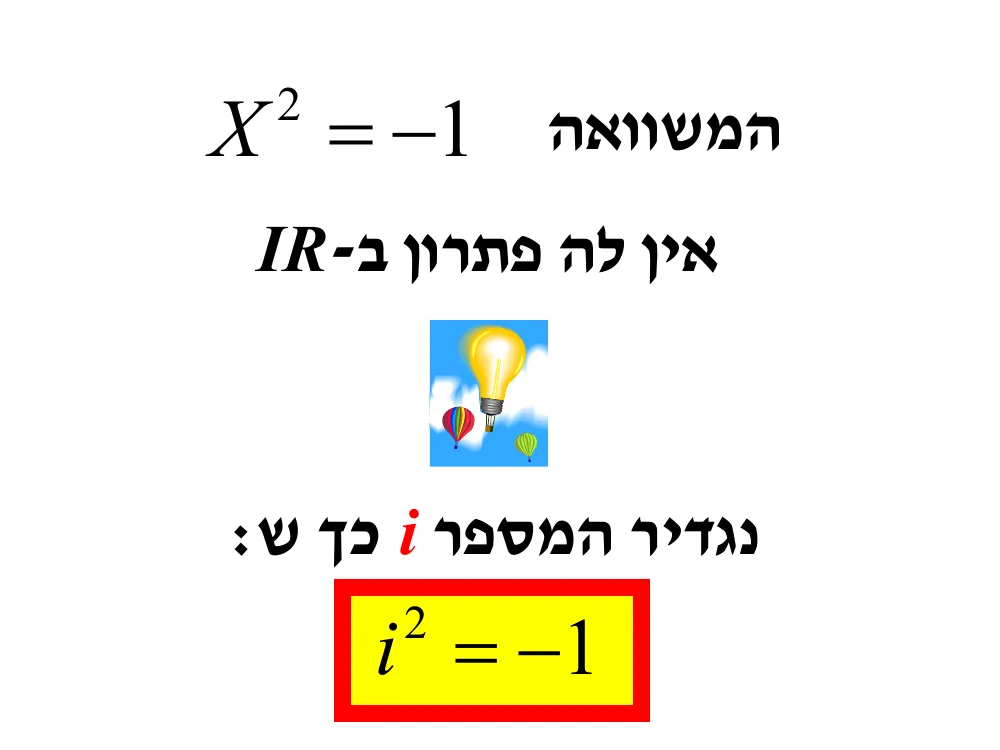 המשוואה X² = −1
אין לה פתרון ב-IR
נגדיר המספר i כך ש:
i² = −1